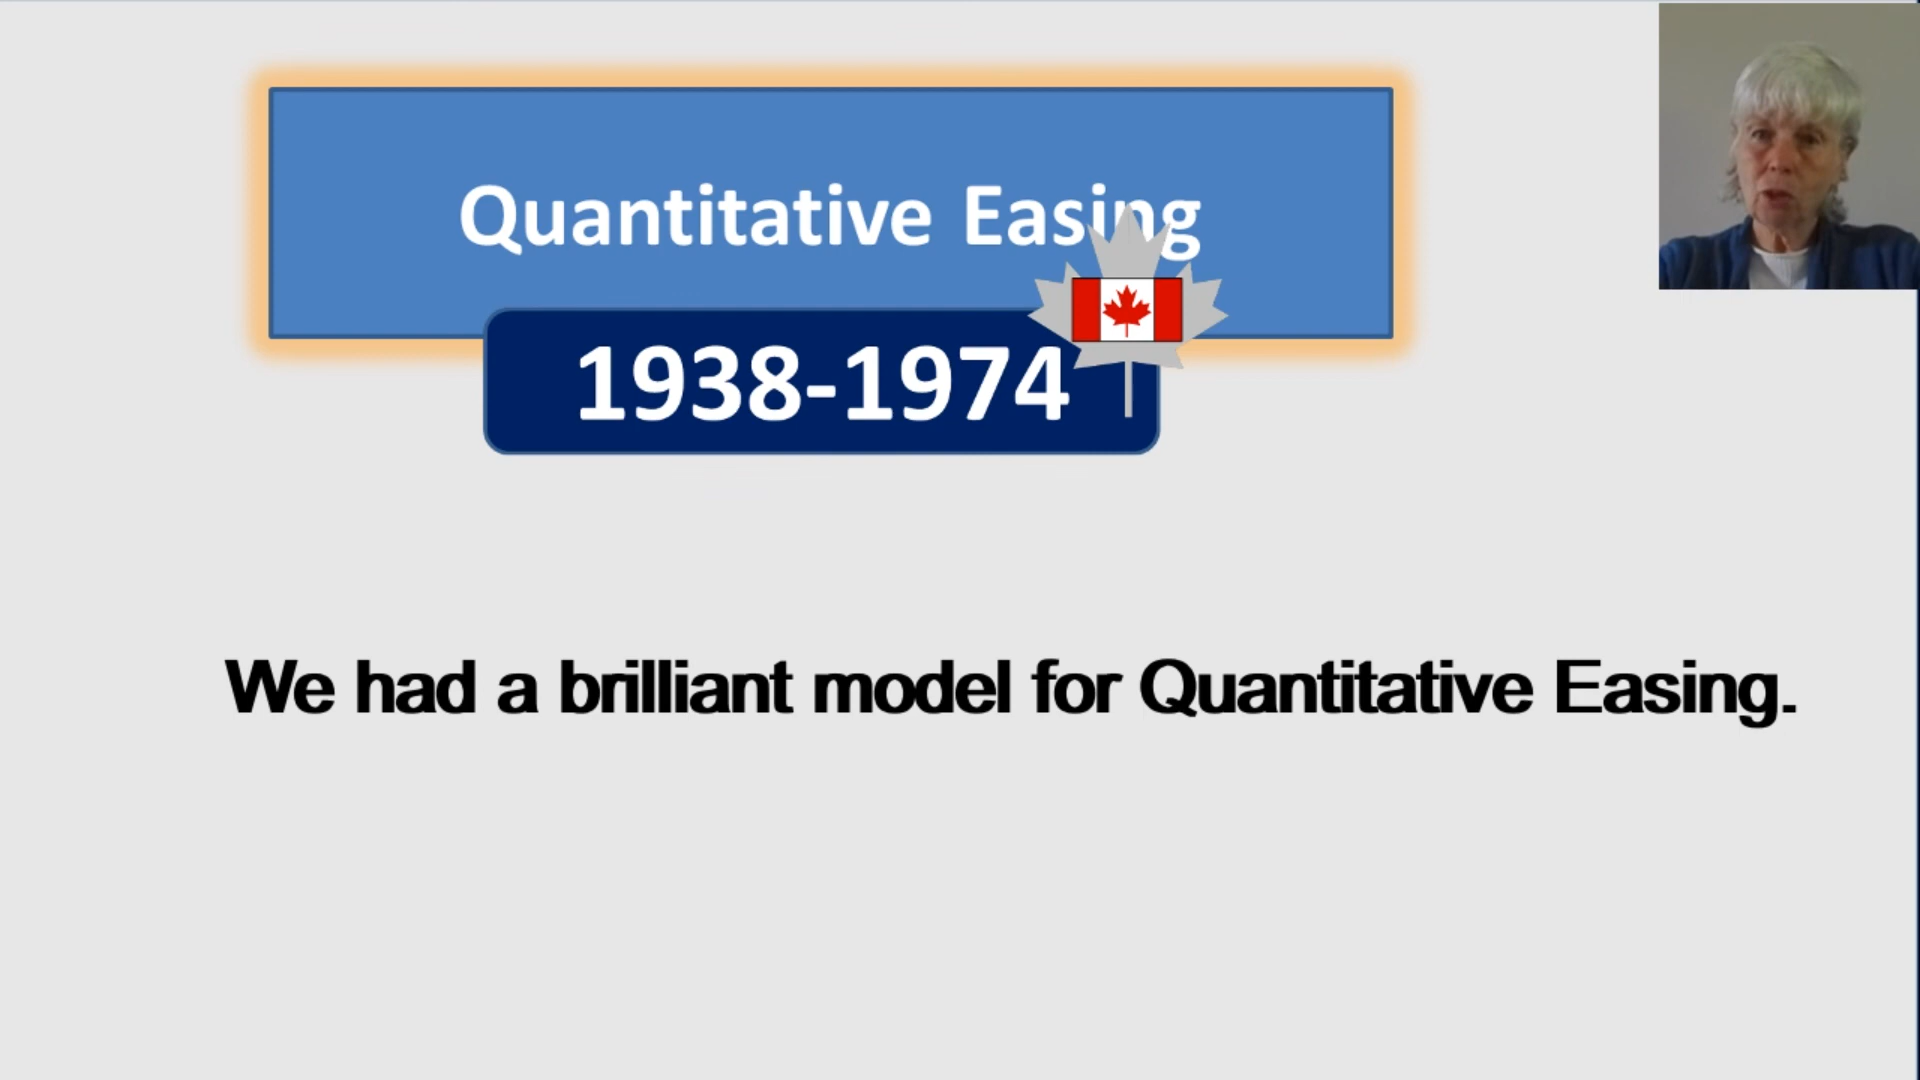 Quantitative Easing
1938-1974
We had a brilliant model for Quantitative Easing.